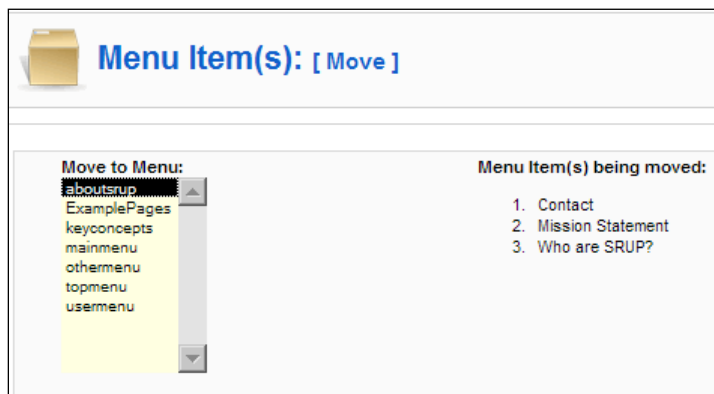 Menu Item(s): [ Move ]
Move to Menu:
aboutsrup
ExamplePages
keyconcepts
mainmenu
othermenu
topmenu
usermenu
Menu Item(s) being moved:
1. Contact
2. Mission Statement
3. Who are SRUP?